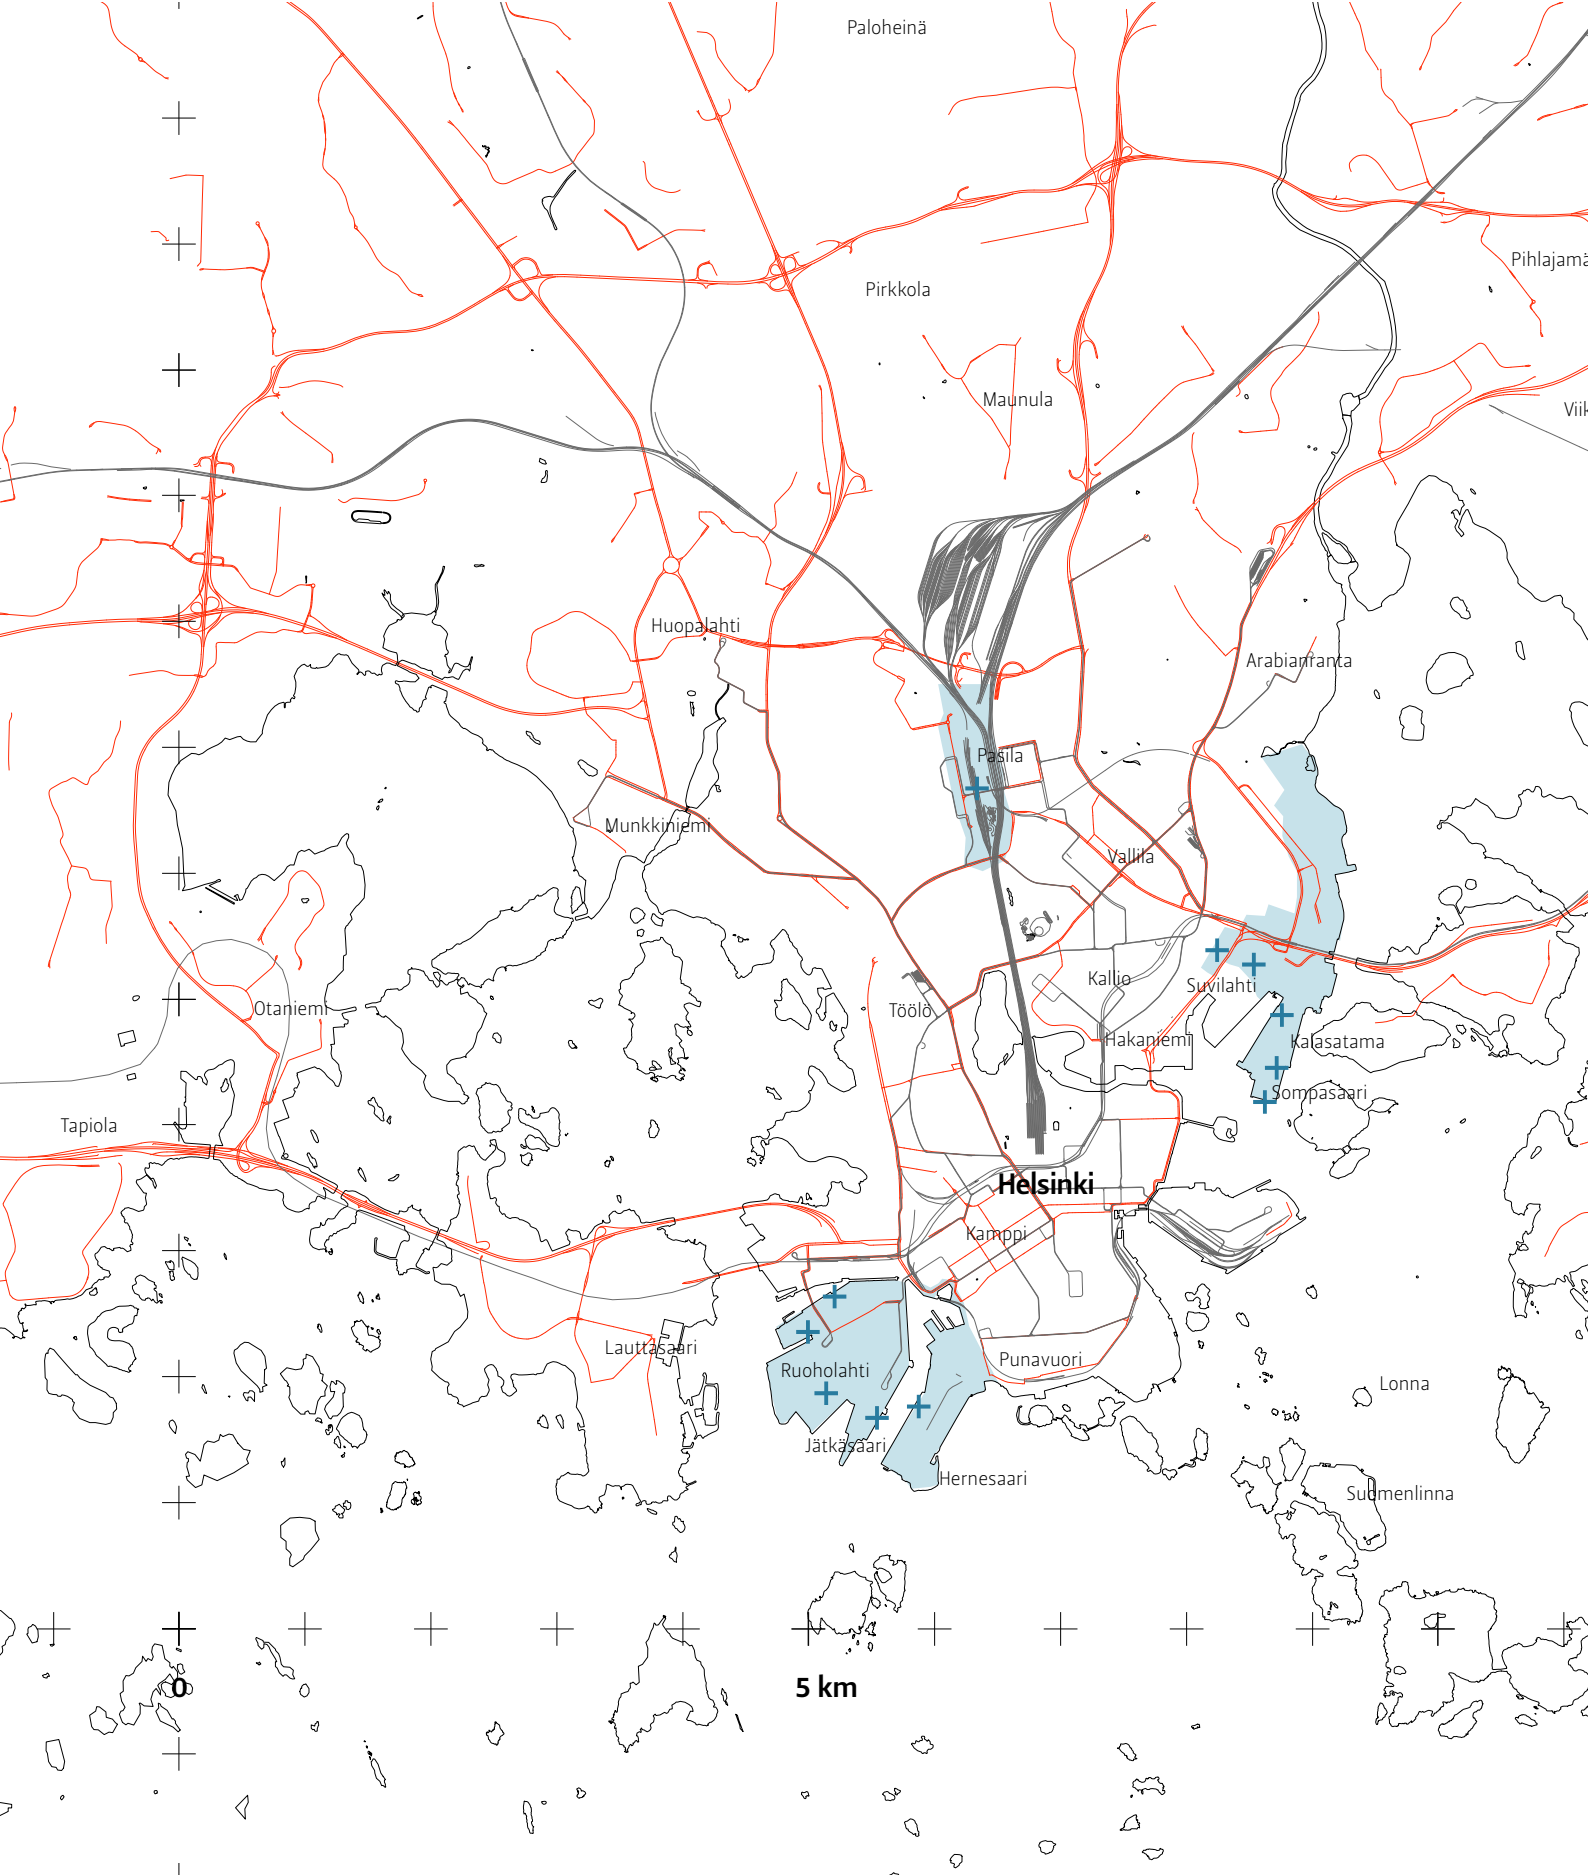 Paloheinä
Pihlajamä
Pirkkola
Maunula
Viik
Huopalahti
Arabianranta
Pasila
Munkkiniemi
Vallila
Kallio
Suvilahti
Otaniemi
Töölö
Hakaniemi
Kalasatama
Sompasaari
Tapiola
Helsinki
Kamppi
Lauttasaari
Punavuori
Ruoholahti
Lonna
Jätkäsaari
Hernesaari
Suomenlinna
0
5 km